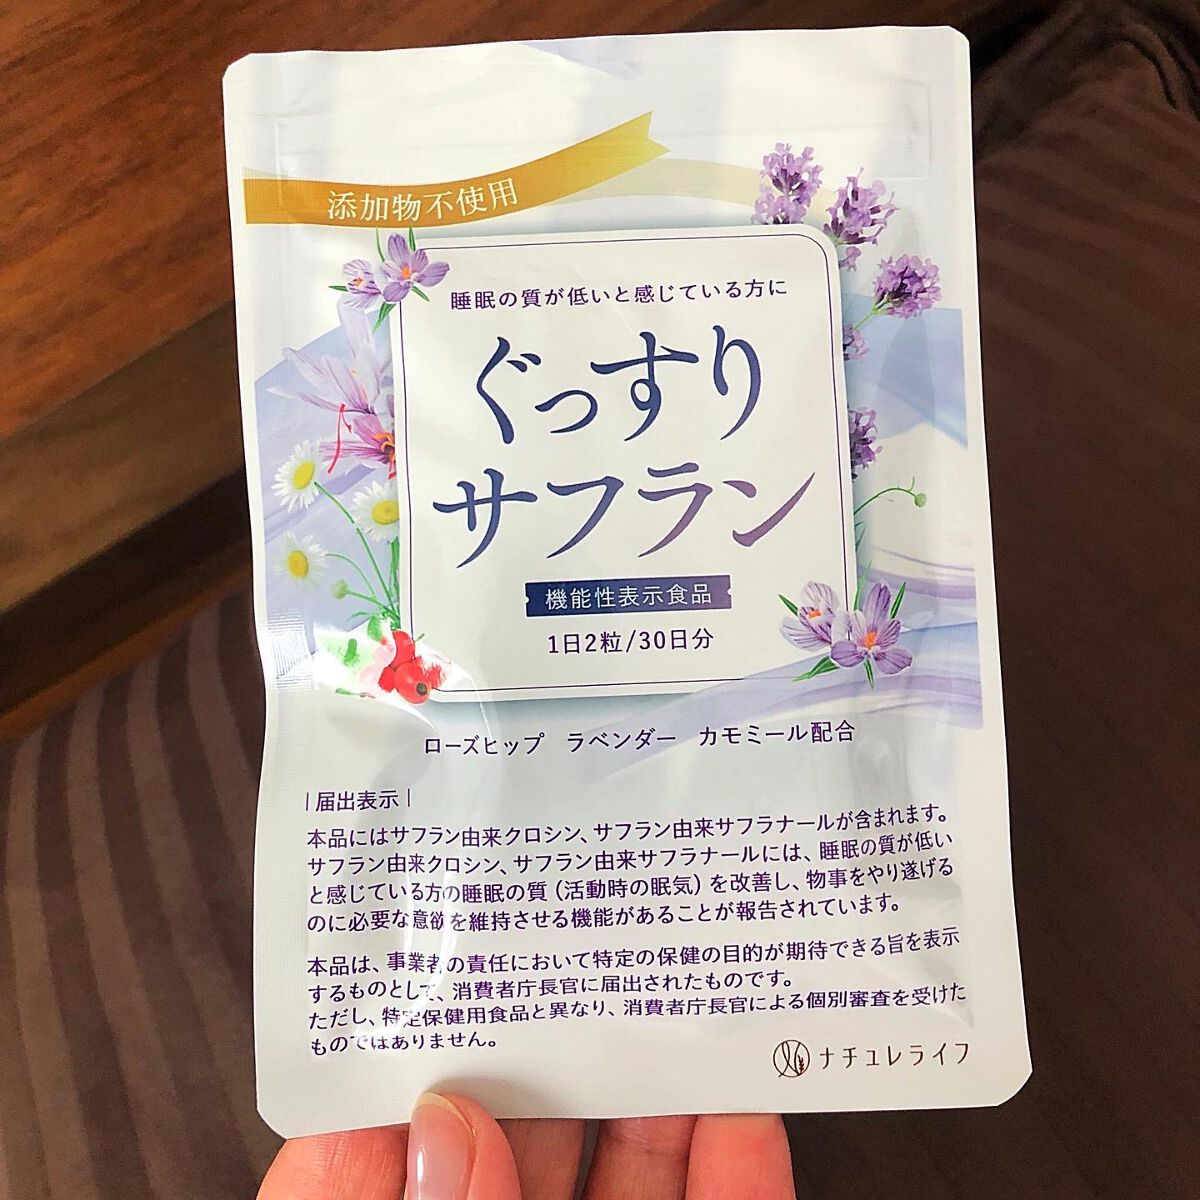 添加物不使用
睡眠の質が低いと感じている方に
ぐっすり
サフラン
機能性表示食品
1日2粒/30日分
ローズヒップ ラベンダー カモミール配合
|届出表示|
本品にはサフラン由来クロシン、サフラン由来サフラナールが含まれます。
サフラン由来クロシン、サフラン由来サフラナールには、睡眠の質が低い
と感じている方の睡眠の質（活動時の眠気）を改善し、物事をやり遂げる
のに必要な意欲を維持させる機能があることが報告されています。
本品は、事業者の責任において特定の保健の目的が期待できる旨を表示
するものとして、消費者庁長官に届出されたものです。
ただし、特定保健用食品と異なり、消費者庁長官による個別審査を受けた
ものではありません。
ナチュレライフ